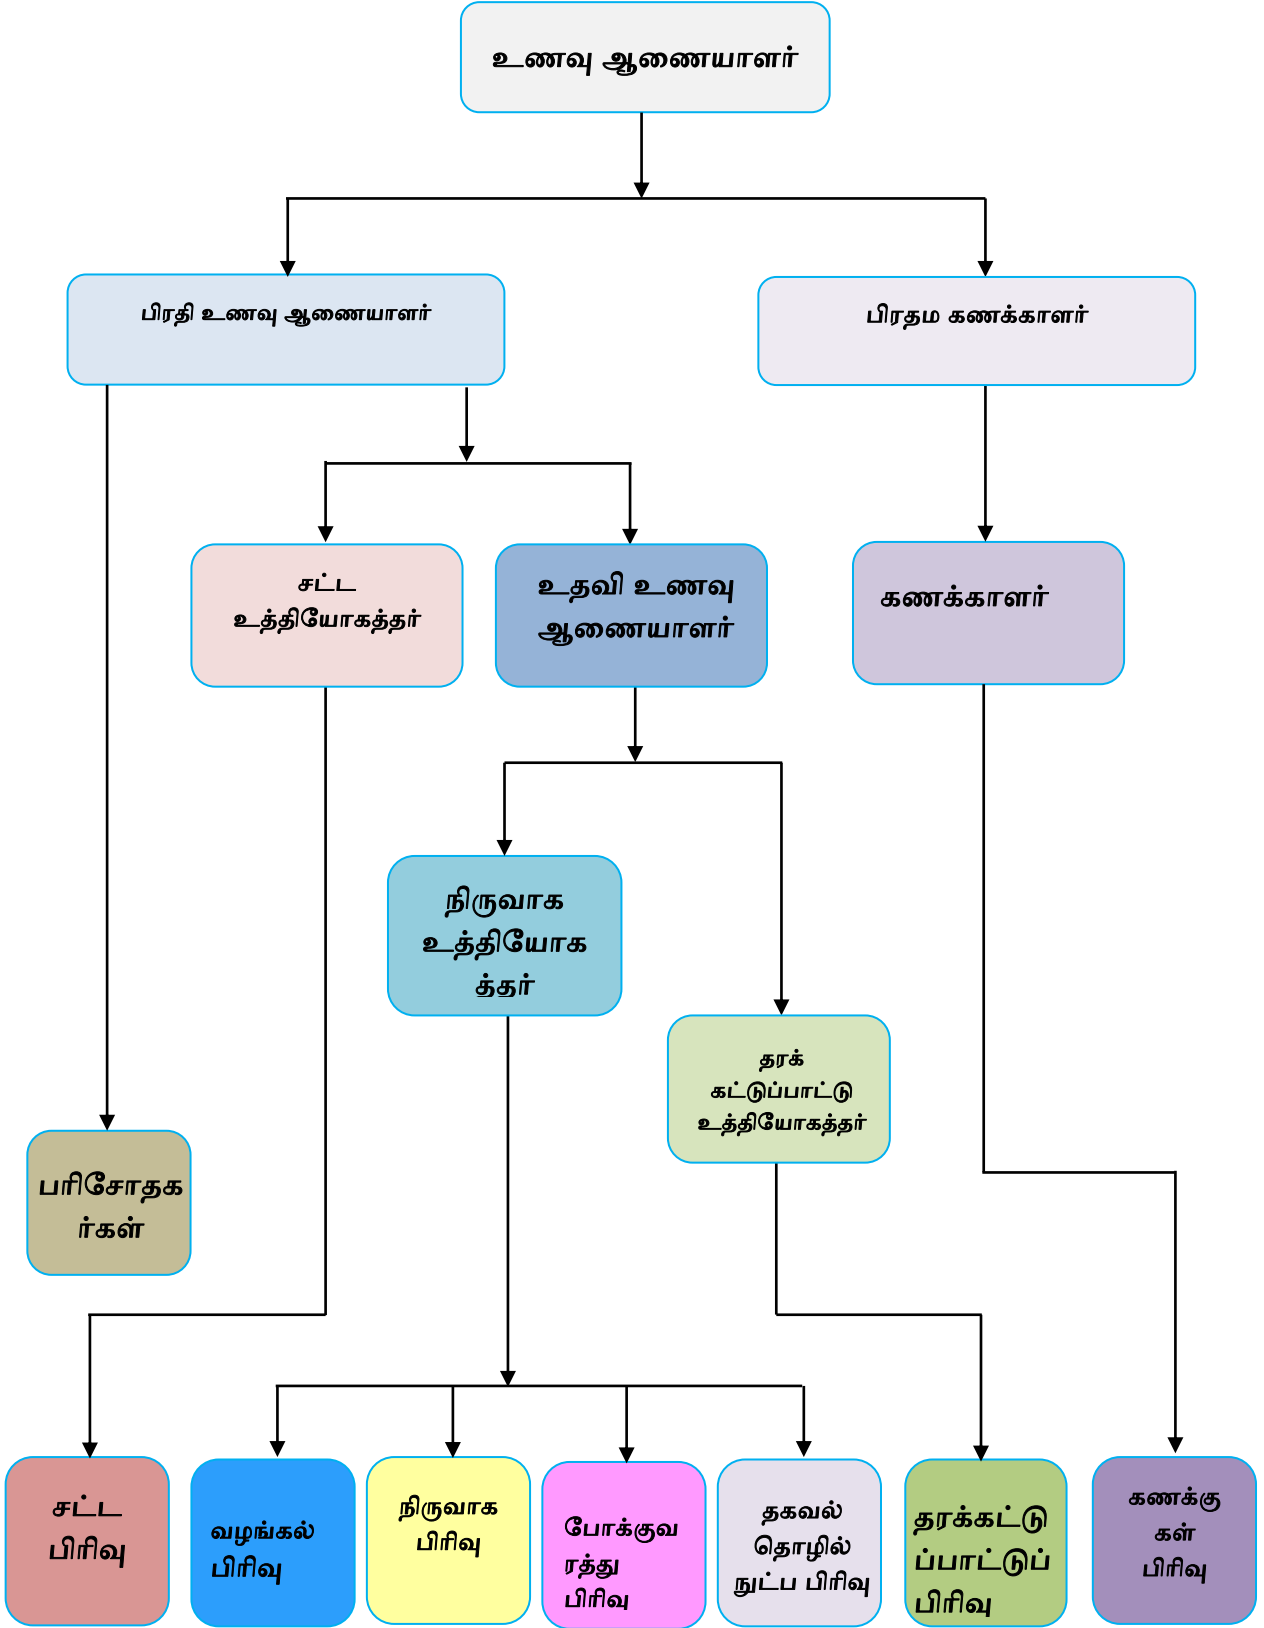 உணவு ஆணையாளர்
பிரதி உணவு ஆணையாளர்
பிரதம கணக்காளர்
சட்ட
உத்தியோகத்தர்
உதவி உணவு
ஆணையாளர்
கணக்காளர்
நிருவாக
உத்தியோக
த்தர்
தரக்
கட்டுப்பாட்டு
உத்தியோகத்தர்
பரிசோதக
ர்கள்
சட்ட
பிரிவு
வழங்கல்
பிரிவு
நிருவாக
பிரிவு
போக்குவ
ரத்து
பிரிவு
தகவல்
தொழில்
நுட்ப பிரிவு
தரக்கட்டு
ப்பாட்டுப்
பிரிவு
கணக்கு
கள்
பிரிவு